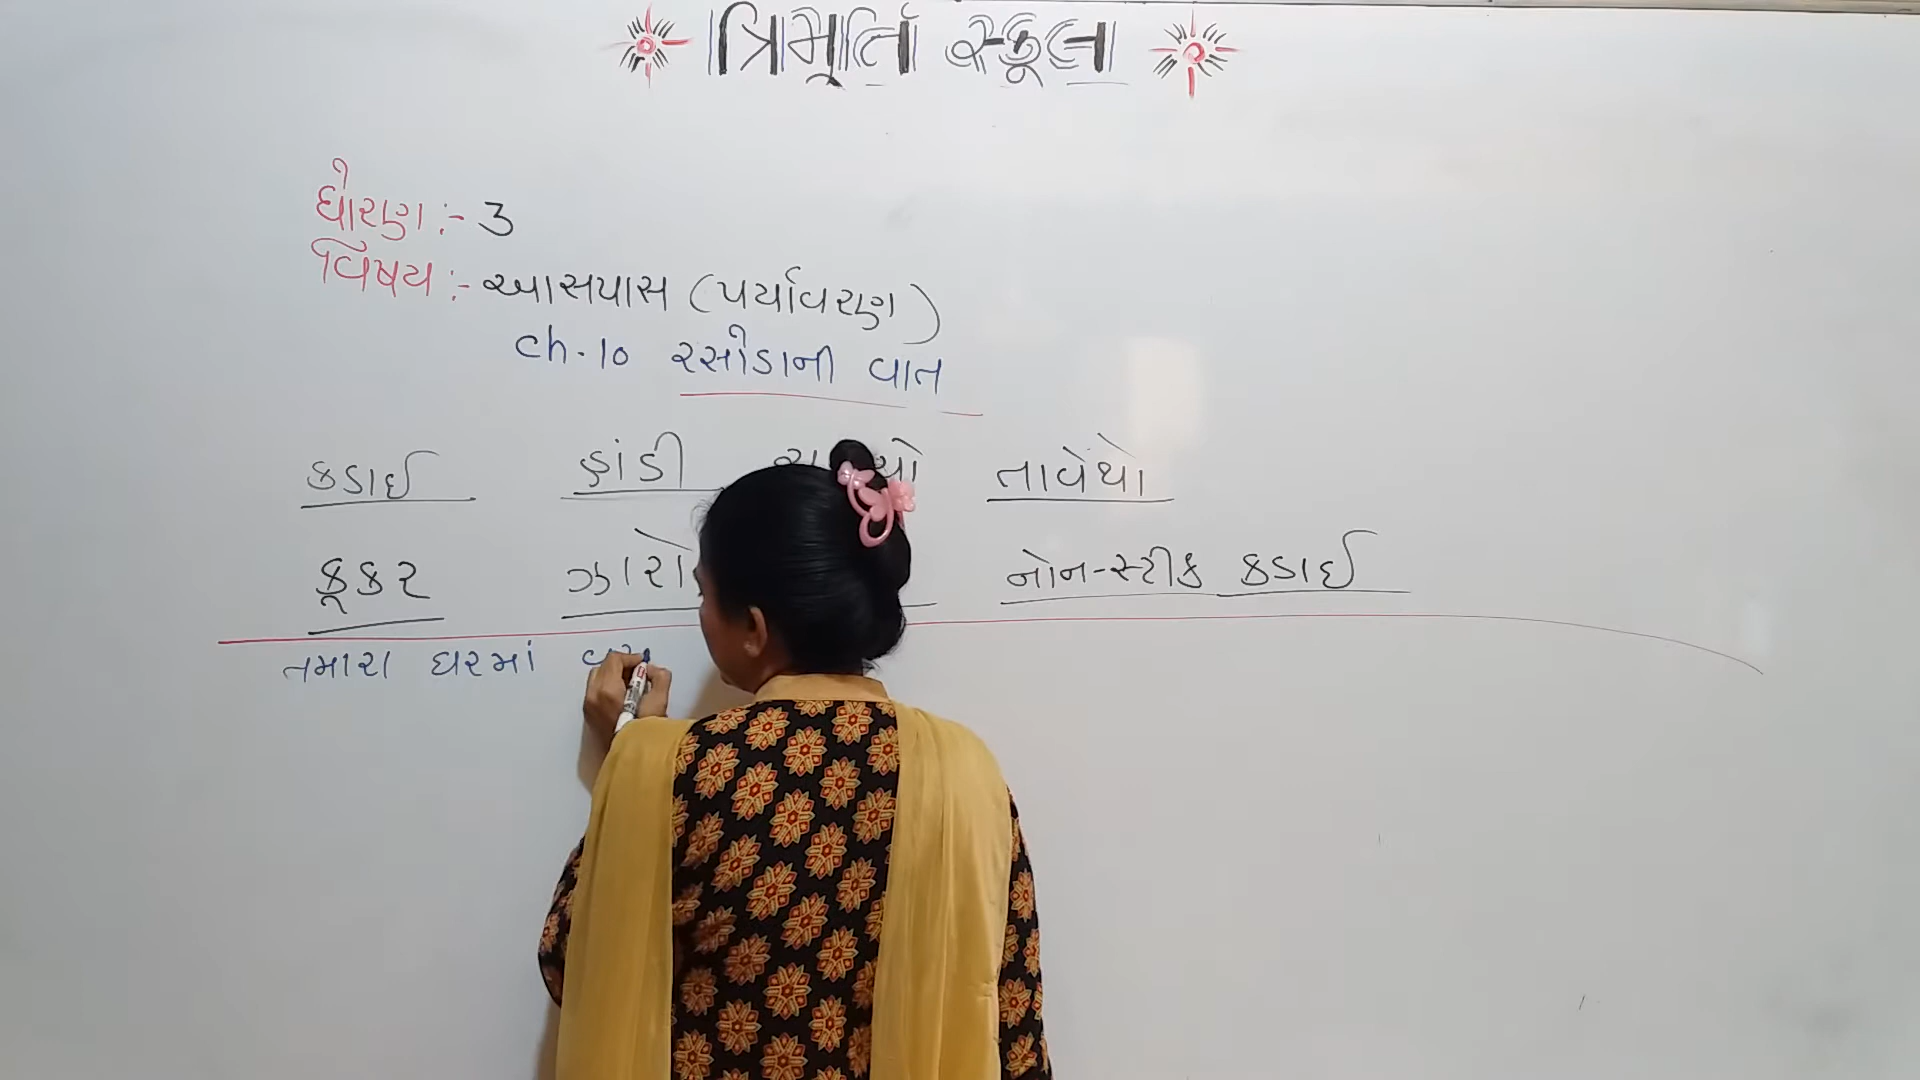 ત્રિમૂર્તિ સ્કૂલ
ધોરણ :- 3
વિષય :- આસપાસ (પર્યાવરણ)
ch.10 રસોડાની વાત
કડાઈ હાંડી તાવેથો
કૂકર ઝારો નોન-સ્ટીક કડાઈ
તમારા ઘરમાં